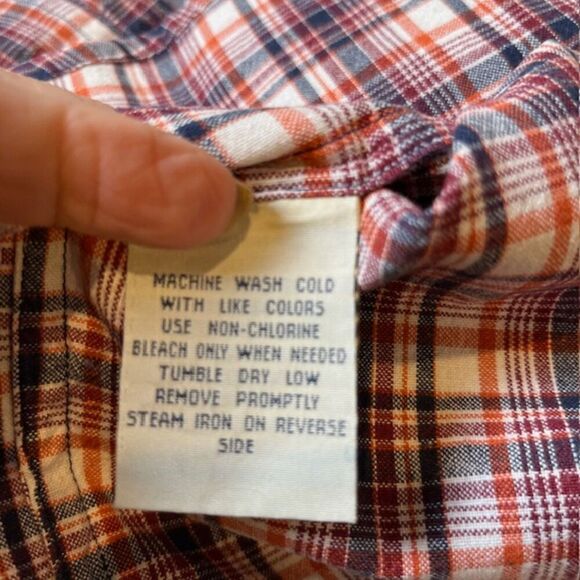 MACHINE WASH COLD
WITH LIKE COLORS
USE NON-CHLORINE
BLEACH ONLY WHEN NEEDED
TUMBLE DRY LOW
REMOVE PROMPTLY
STEAM IRON ON REVERSE
SIDE